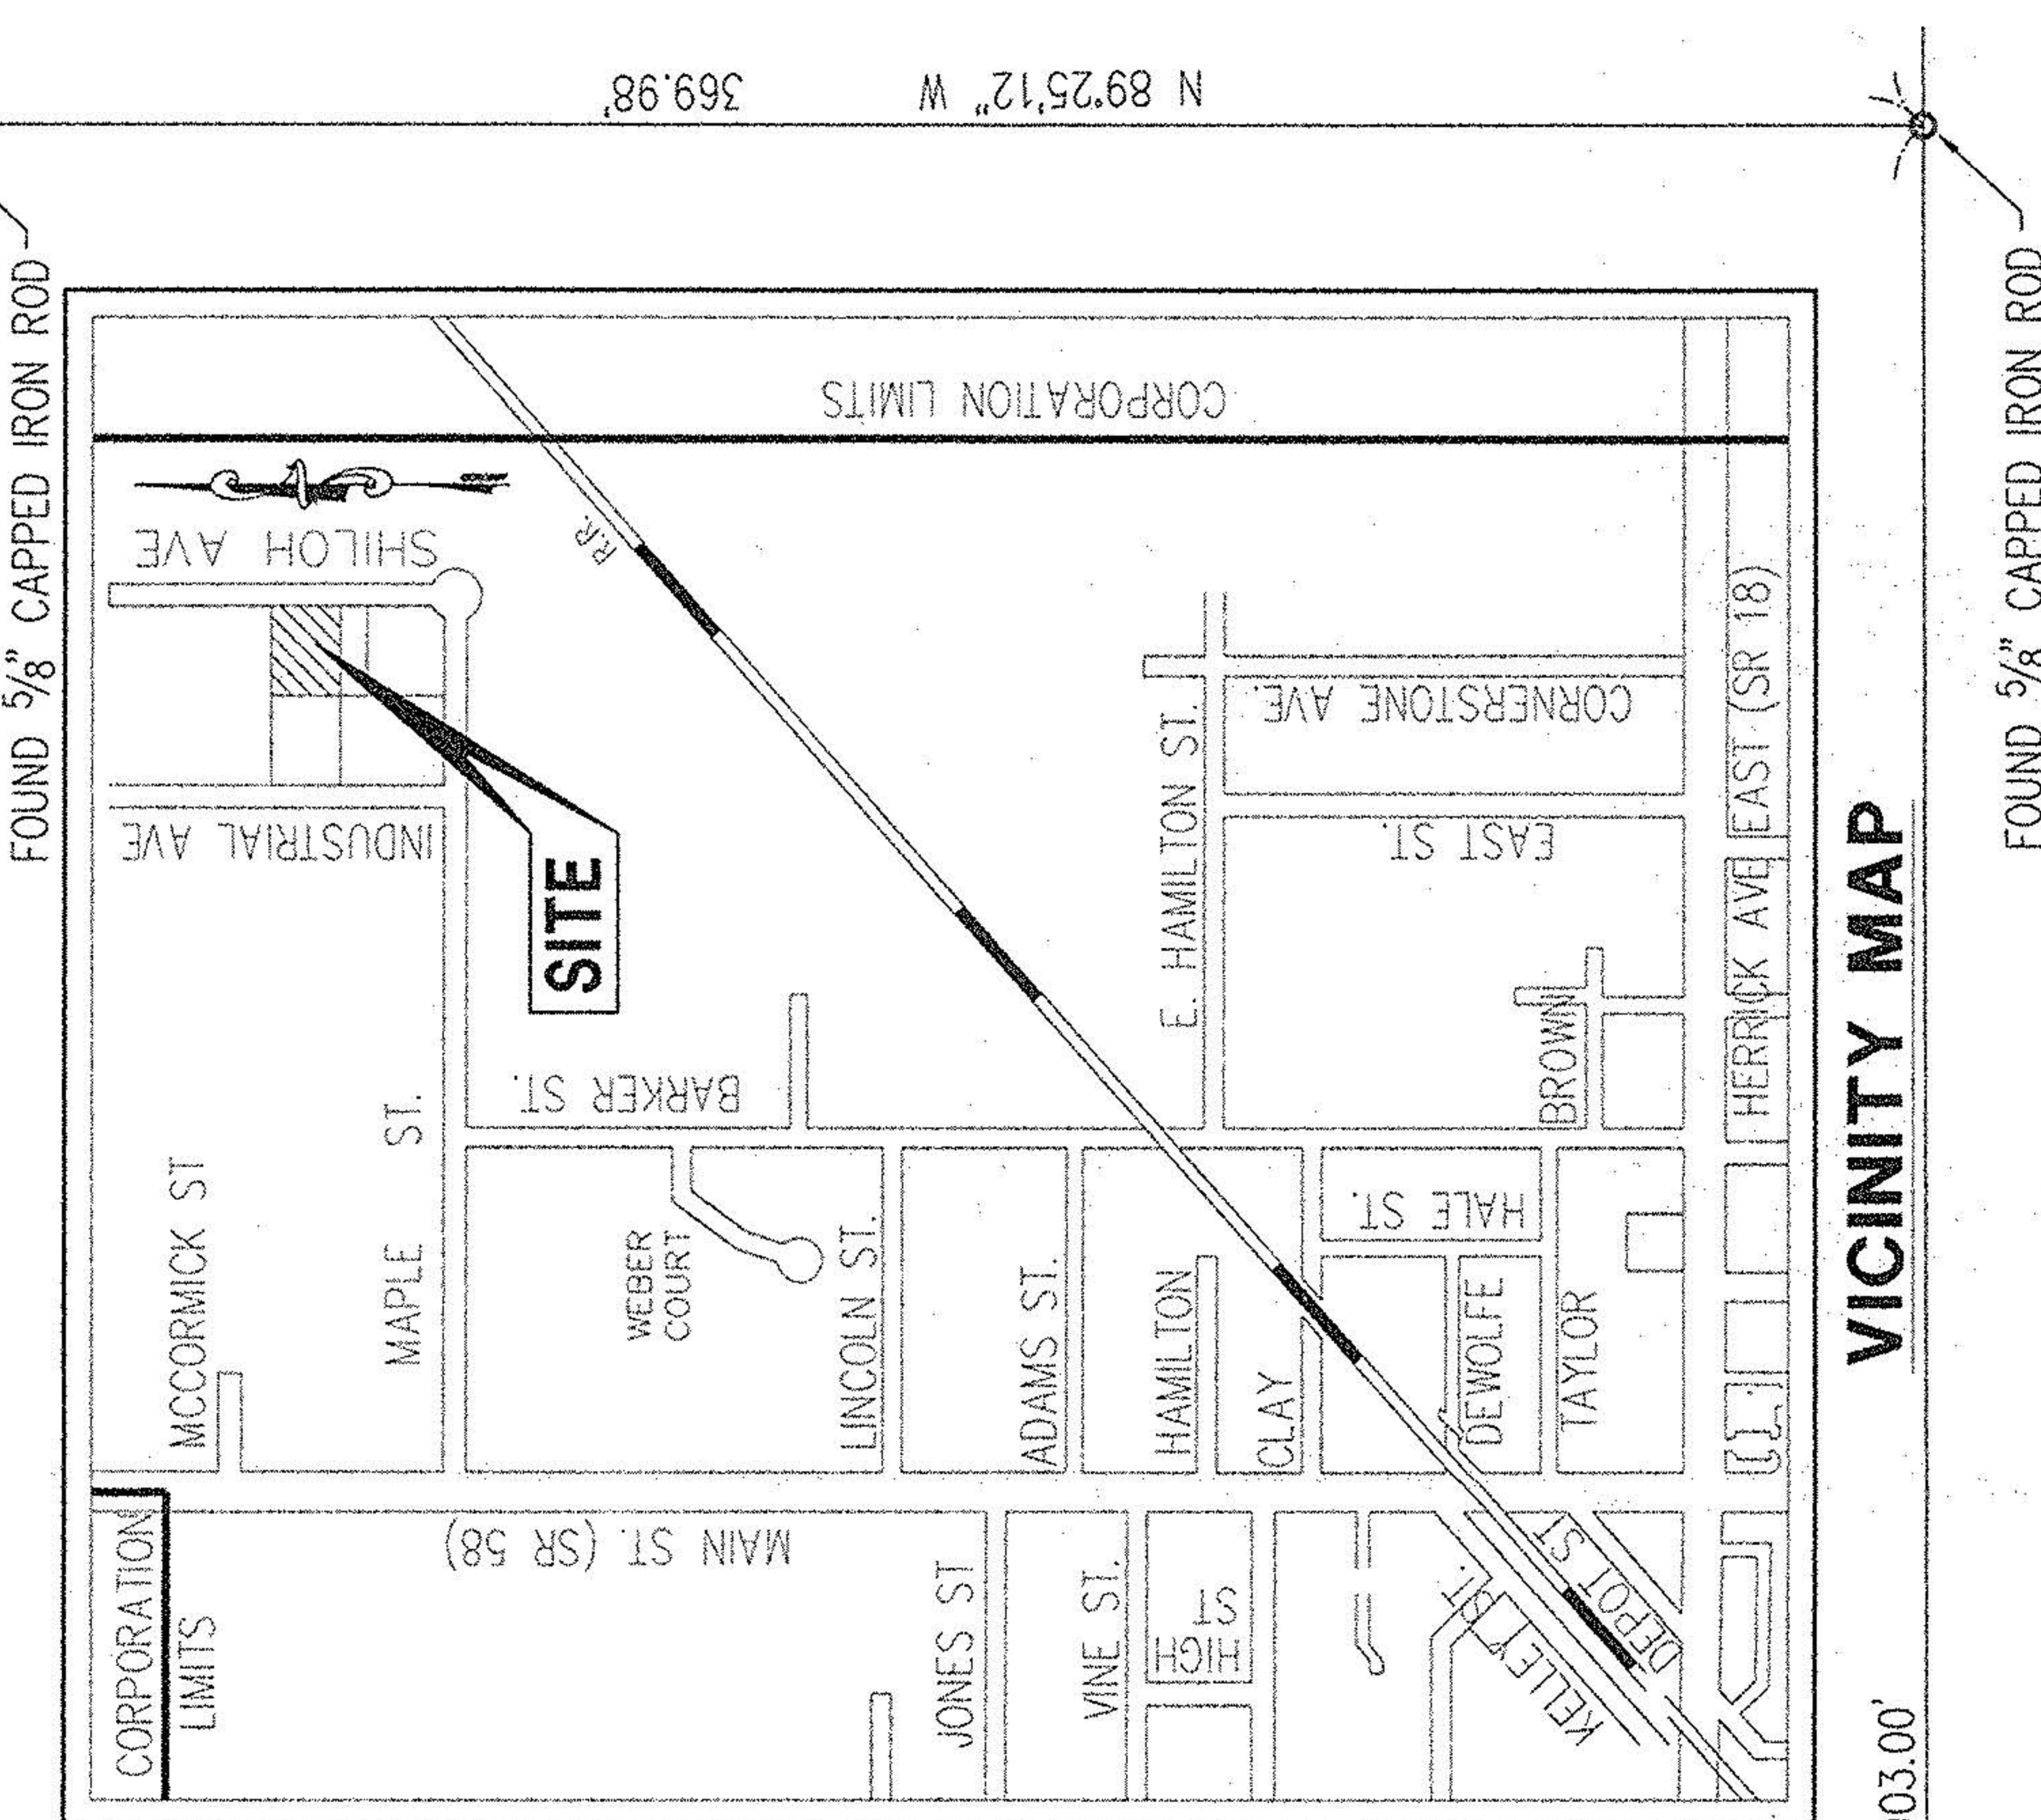 N 89°25'12" W 369.98'
FOUND 5/8" CAPPED IRON ROD
FOUND 5/8" CAPPED IRON ROD
CORPORATION
LIMITS
MCCORMICK ST
MAPLE ST.
INDUSTRIAL AVE
SHILOH AVE
CORPORATION LIMITS
SITE
R.R.
MAIN ST. (SR 58)
BARKER ST.
WEBER
COURT
LINCOLN ST.
ADAMS ST.
JONES ST
VINE ST.
HIGH
ST
HAMILTON
E. HAMILTON ST.
CLAY
HALE ST.
DEWOLFE
TAYLOR
KELLEY ST.
DEPOT ST
BROWN
EAST ST.
CORNERSTONE AVE.
HERRICK AVE EAST (SR 18)
VICINITY MAP
03.00'